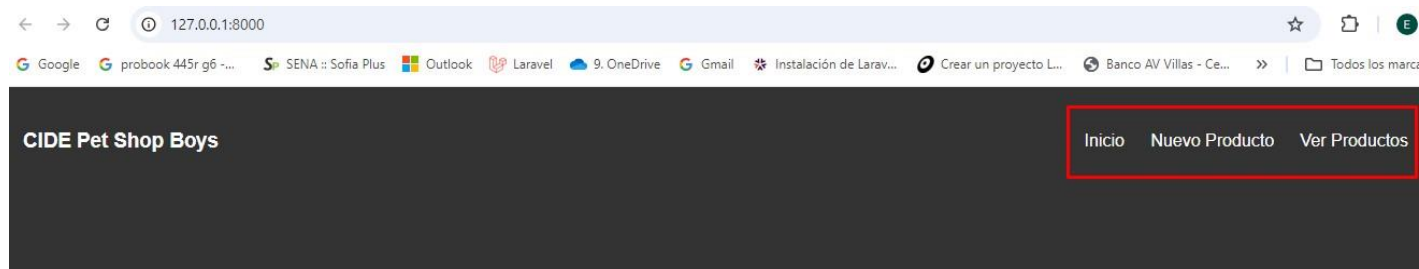 127.0.0.1:8000
E
Google probook 445r g6 -... SENA :: Sofia Plus Outlook Laravel 9. OneDrive Gmail Instalación de Larav... Crear un proyecto L... Banco AV Villas - Ce... » Todos los marca
CIDE Pet Shop Boys Inicio Nuevo Producto Ver Productos